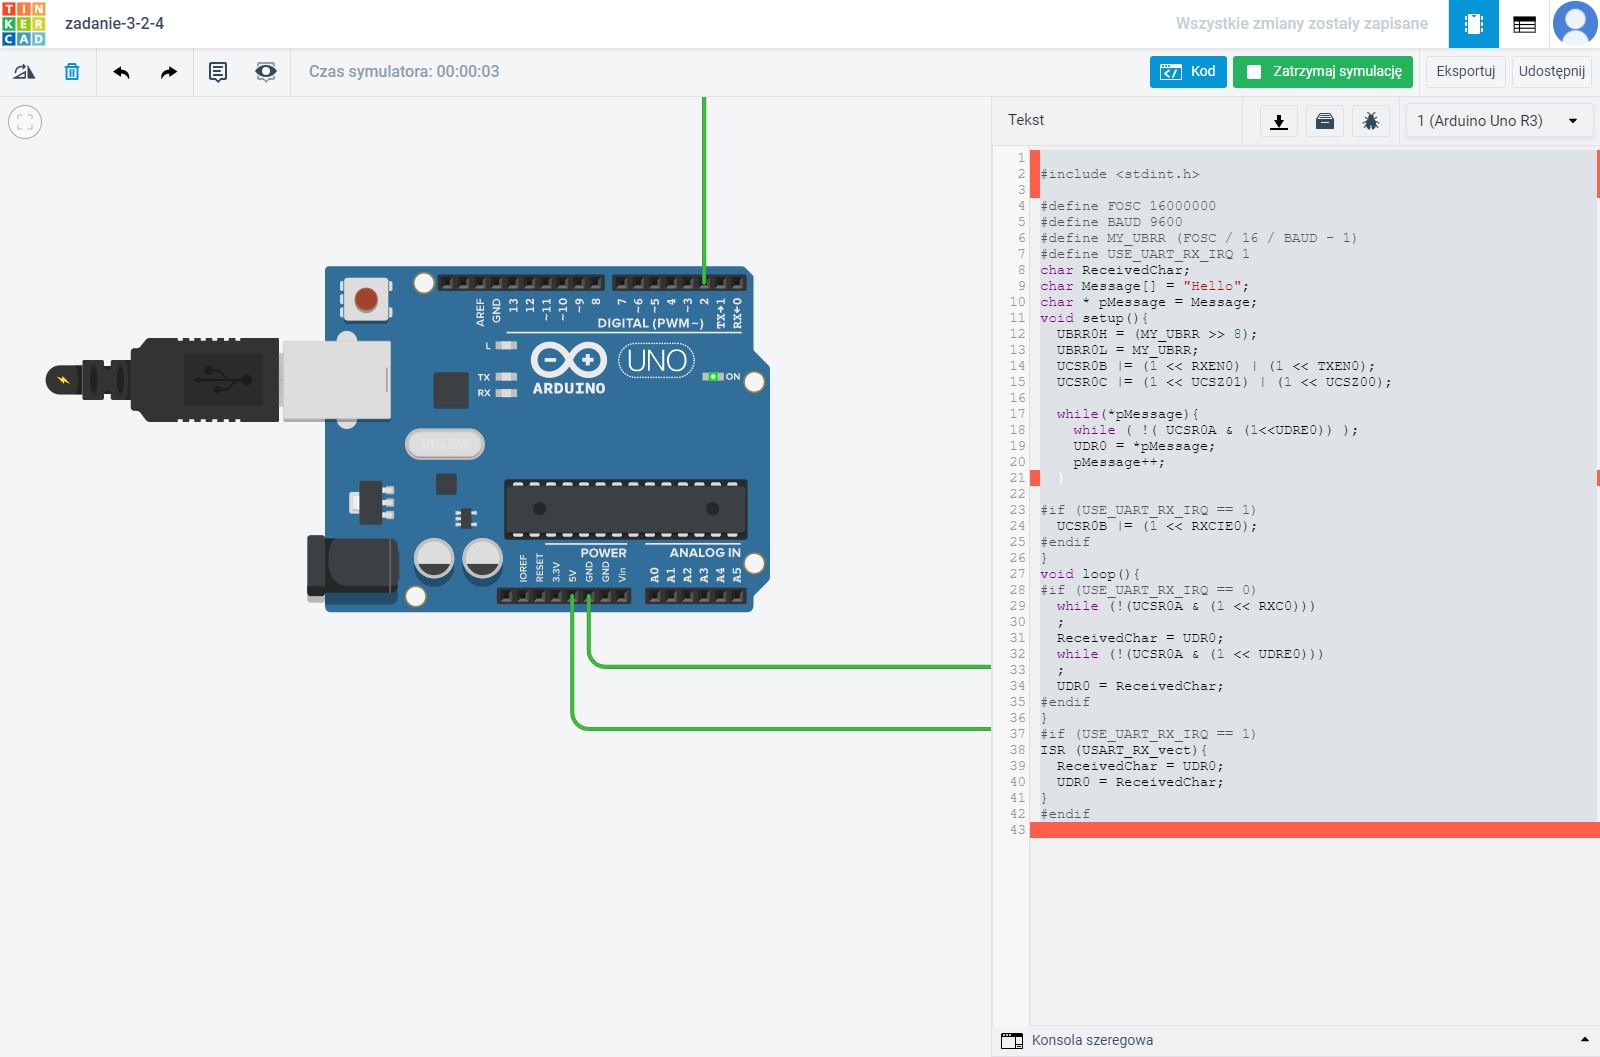 TIN
KER
CAD
zadanie-3-2-4
Wszystkie zmiany zostały zapisane
Czas symulatora: 00:00:03
Kod
Zatrzymaj symulację
Eksportuj
Udostępnij
Tekst
1 (Arduino Uno R3)
AREF
GND
13
12
~11
~10
~9
8
7
~6
~5
4
~3
2
TX→1
RX←0
DIGITAL (PWM~)
L
TX
RX
UNO
ARDUINO
ON
SPK16.000G
POWER
ANALOG IN
IOREF
RESET
3.3V
5V
GND
GND
Vin
A0
A1
A2
A3
A4
A5
1
2 #include <stdint.h>
3
4 #define FOSC 16000000
5 #define BAUD 9600
6 #define MY_UBRR (FOSC / 16 / BAUD - 1)
7 #define USE_UART_RX_IRQ 1
8 char ReceivedChar;
9 char Message[] = "Hello";
10 char * pMessage = Message;
11 void setup(){
12   UBRR0H = (MY_UBRR >> 8);
13   UBRR0L = MY_UBRR;
14   UCSR0B |= (1 << RXEN0) | (1 << TXEN0);
15   UCSR0C |= (1 << UCSZ01) | (1 << UCSZ00);
16
17   while(*pMessage){
18     while ( !( UCSR0A & (1<<UDRE0)) );
19     UDR0 = *pMessage;
20     pMessage++;
21   }
22
23 #if (USE_UART_RX_IRQ == 1)
24   UCSR0B |= (1 << RXCIE0);
25 #endif
26 }
27 void loop(){
28 #if (USE_UART_RX_IRQ == 0)
29   while (!(UCSR0A & (1 << RXC0)))
30   ;
31   ReceivedChar = UDR0;
32   while (!(UCSR0A & (1 << UDRE0)))
33   ;
34   UDR0 = ReceivedChar;
35 #endif
36 }
37 #if (USE_UART_RX_IRQ == 1)
38 ISR (USART_RX_vect){
39   ReceivedChar = UDR0;
40   UDR0 = ReceivedChar;
41 }
42 #endif
43
Konsola szeregowa